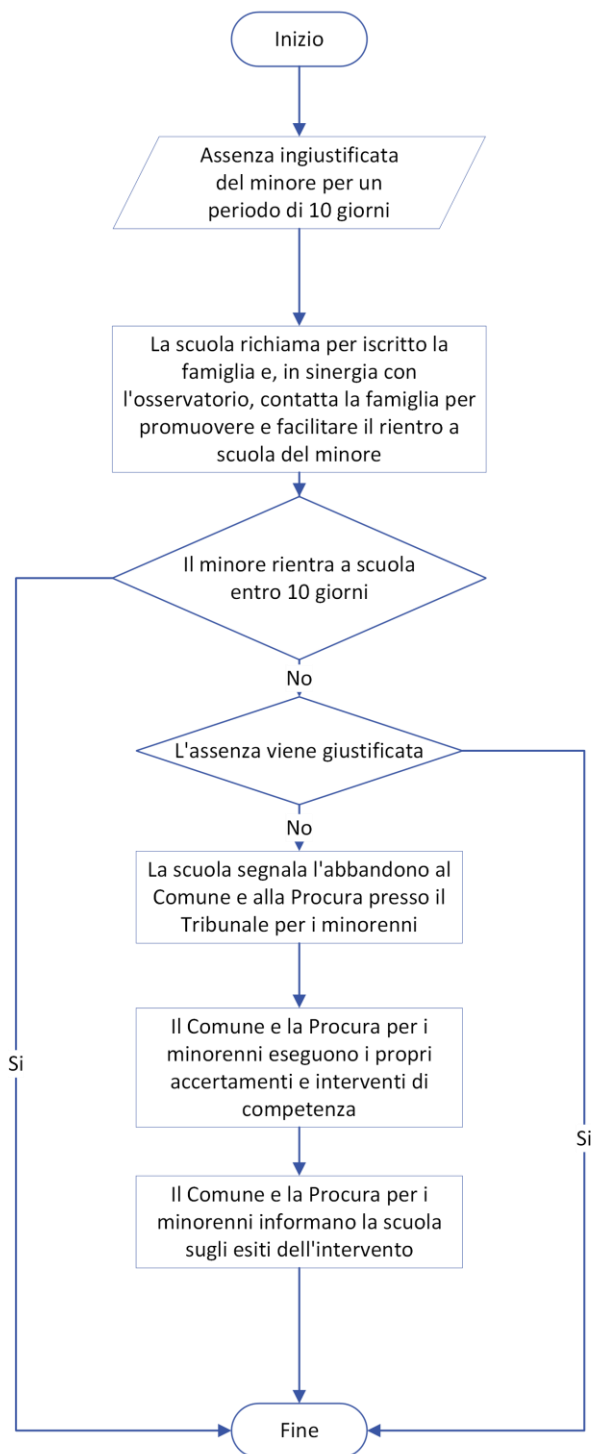 Inizio
Assenza ingiustificata
del minore per un
periodo di 10 giorni
La scuola richiama per iscritto la
famiglia e, in sinergia con
l'osservatorio, contatta la famiglia per
promuovere e facilitare il rientro a
scuola del minore
Il minore rientra a scuola
entro 10 giorni
No
L'assenza viene giustificata
No
La scuola segnala l'abbandono al
Comune e alla Procura presso il
Tribunale per i minorenni
Il Comune e la Procura per i
minorenni eseguono i propri
accertamenti e interventi di
competenza
Si
Si
Il Comune e la Procura per i
minorenni informano la scuola
sugli esiti dell'intervento
Fine